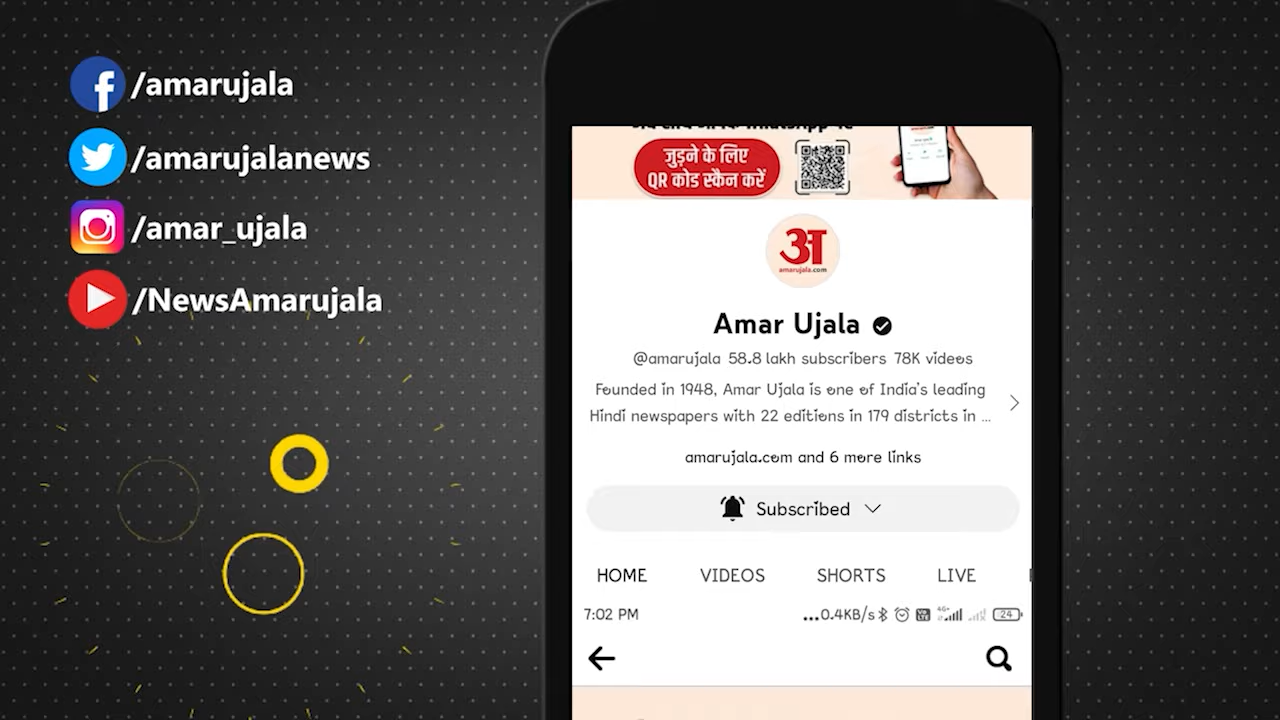 /amarujala
/amarujalanews
/amar_ujala
/NewsAmarujala
जुड़ने के लिए
QR कोड स्कैन करें
अ
amarujala.com
Amar Ujala
@amarujala 58.8 lakh subscribers 78K videos
Founded in 1948, Amar Ujala is one of India's leading
Hindi newspapers with 22 editions in 179 districts in ...
amarujala.com and 6 more links
Subscribed
HOME VIDEOS SHORTS LIVE
7:02 PM ...0.4KB/s 4G+ 24